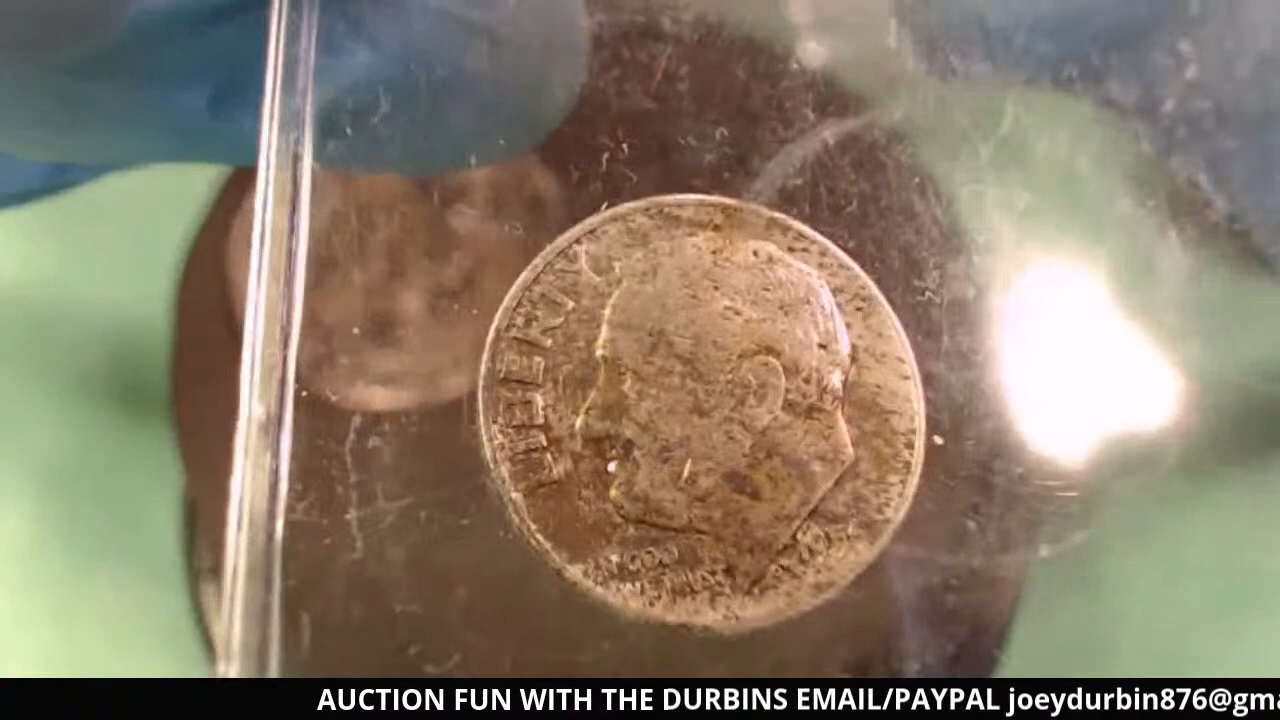 LIBERTY
IN GOD
WE TRUST
AUCTION FUN WITH THE DURBINS EMAIL/PAYPAL joeydurbin876@gma